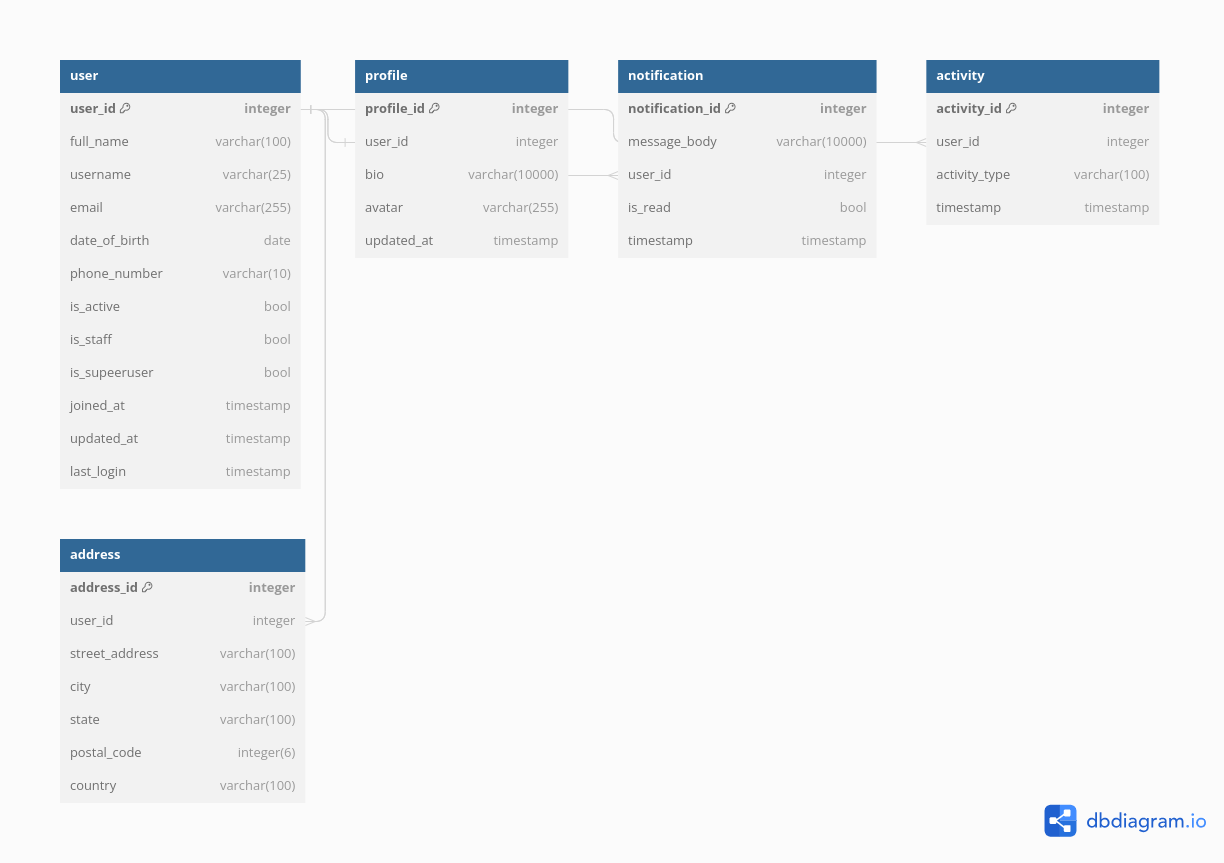 user
user_id integer
full_name varchar(100)
username varchar(25)
email varchar(255)
date_of_birth date
phone_number varchar(10)
is_active bool
is_staff bool
is_supeeruser bool
joined_at timestamp
updated_at timestamp
last_login timestamp
profile
profile_id integer
user_id integer
bio varchar(10000)
avatar varchar(255)
updated_at timestamp
notification
notification_id integer
message_body varchar(10000)
user_id integer
is_read bool
timestamp timestamp
activity
activity_id integer
user_id integer
activity_type varchar(100)
timestamp timestamp
address
address_id integer
user_id integer
street_address varchar(100)
city varchar(100)
state varchar(100)
postal_code integer(6)
country varchar(100)
dbdiagram.io